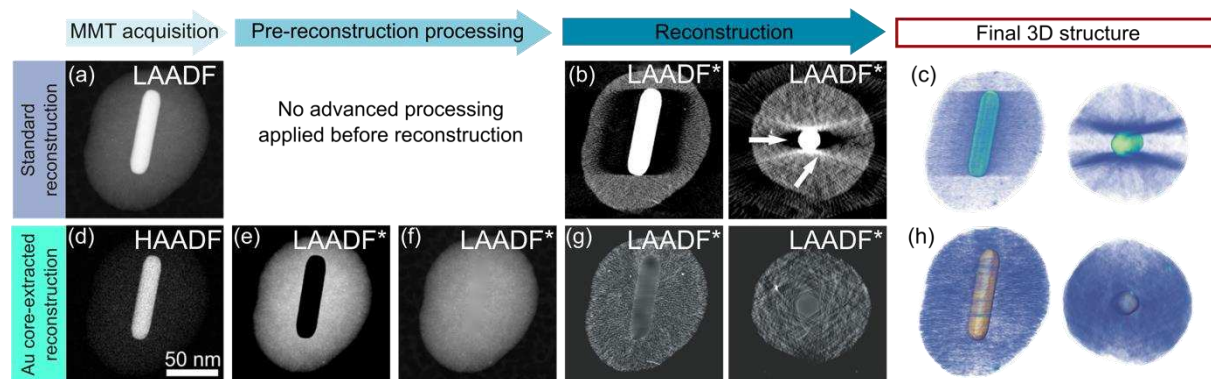 MMT acquisition
Pre-reconstruction processing
Reconstruction
Final 3D structure
Standard
reconstruction
(a)
LAADF
No advanced processing
applied before reconstruction
(b)
LAADF*
LAADF*
(c)
Au core-extracted
reconstruction
(d)
HAADF
50 nm
(e)
LAADF*
(f)
LAADF*
(g)
LAADF*
LAADF*
(h)